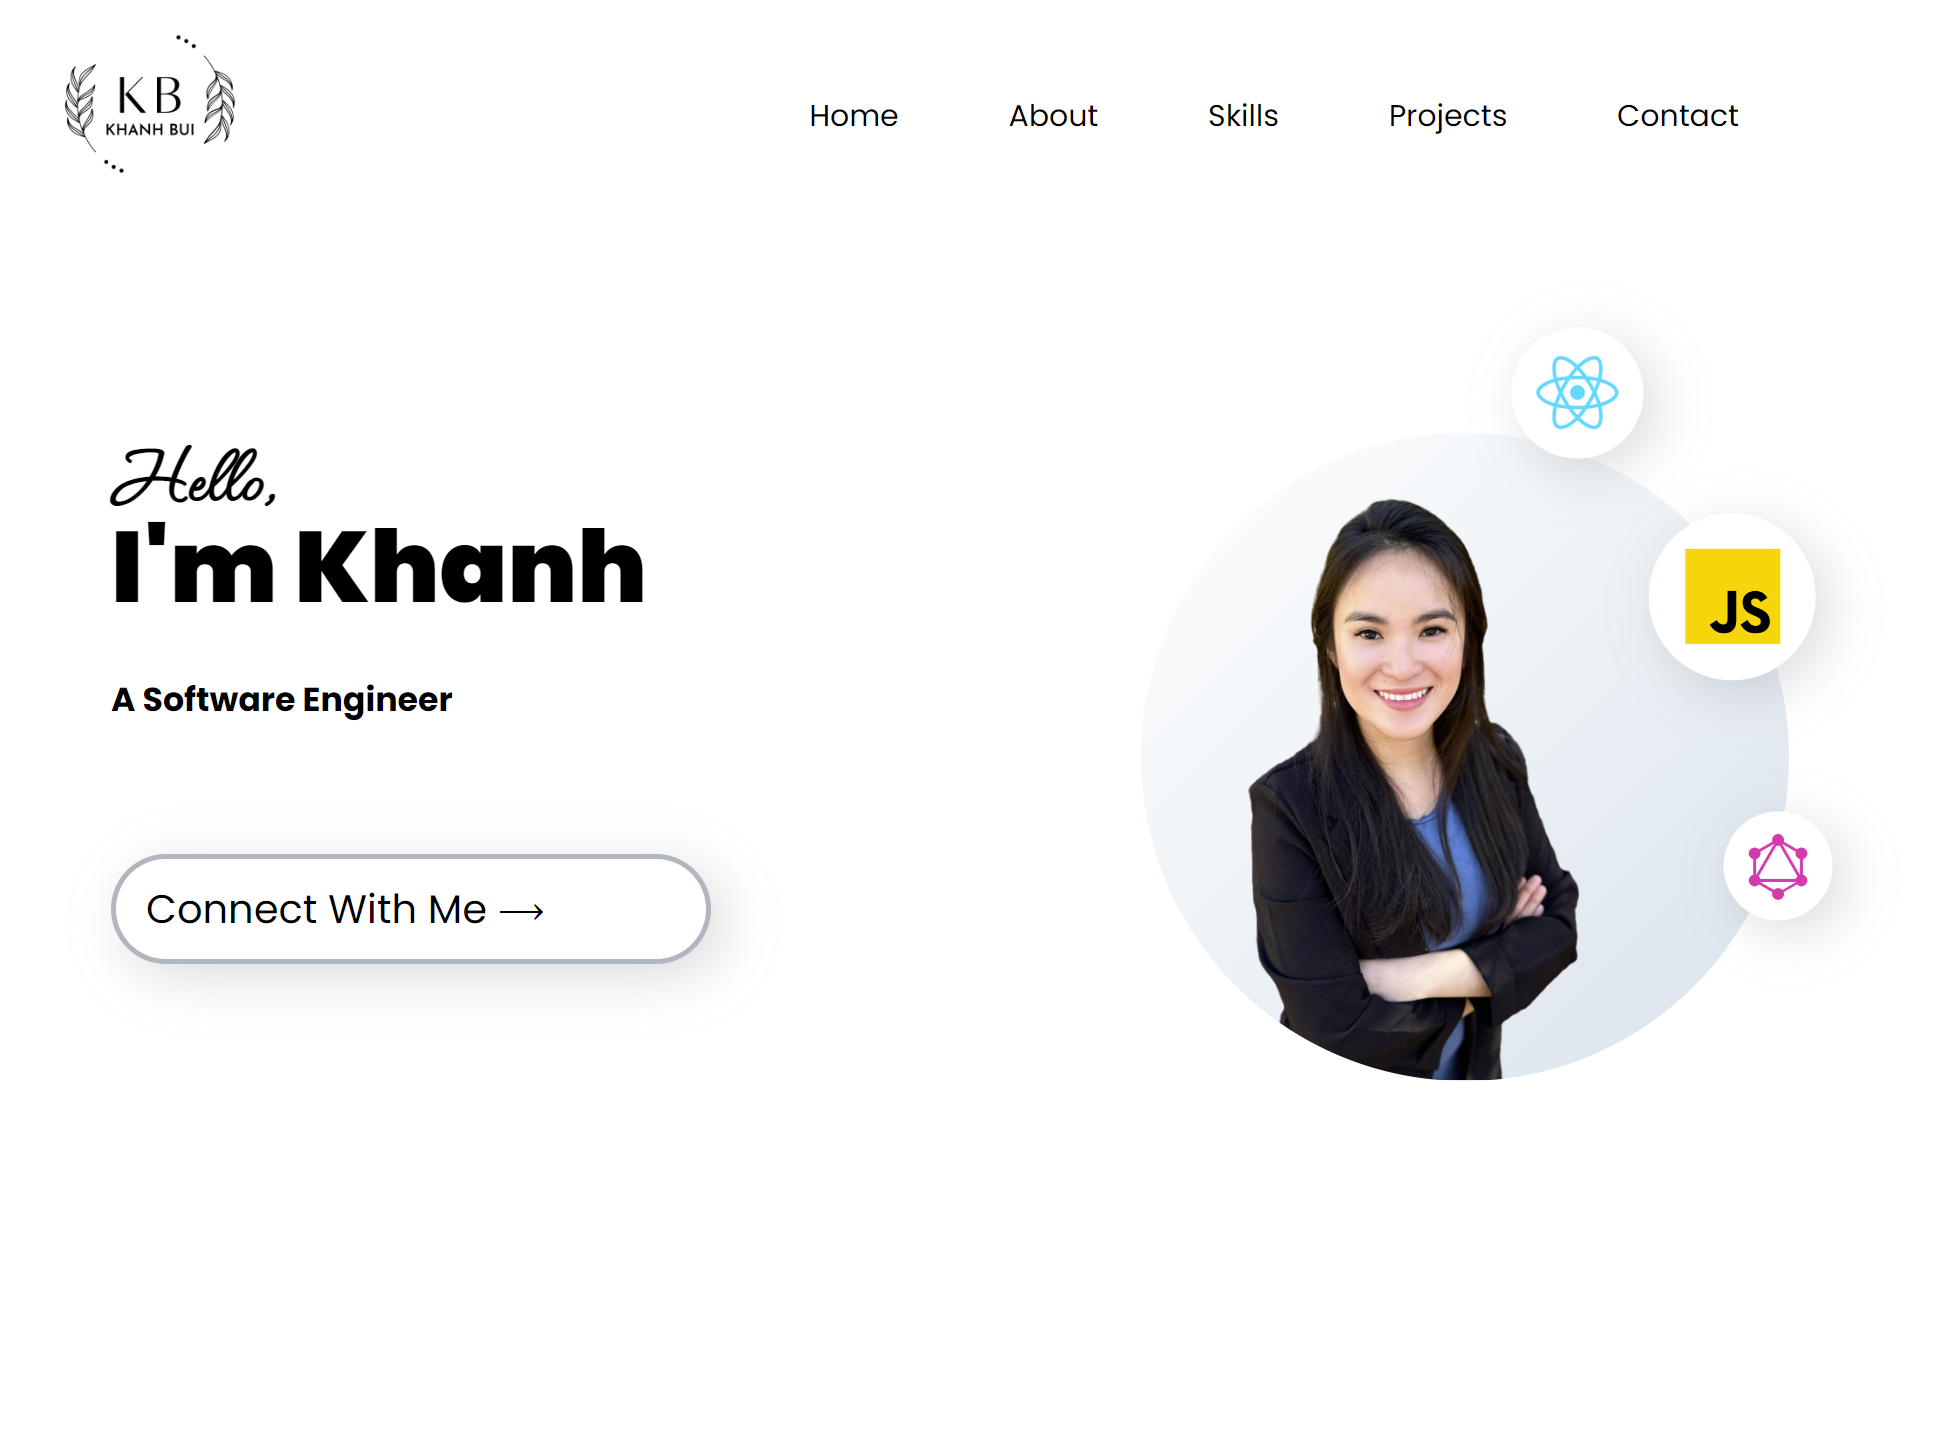 KB
KHANH BUI
Home About Skills Projects Contact
Hello,
I'm Khanh
A Software Engineer
Connect With Me ⟶
JS